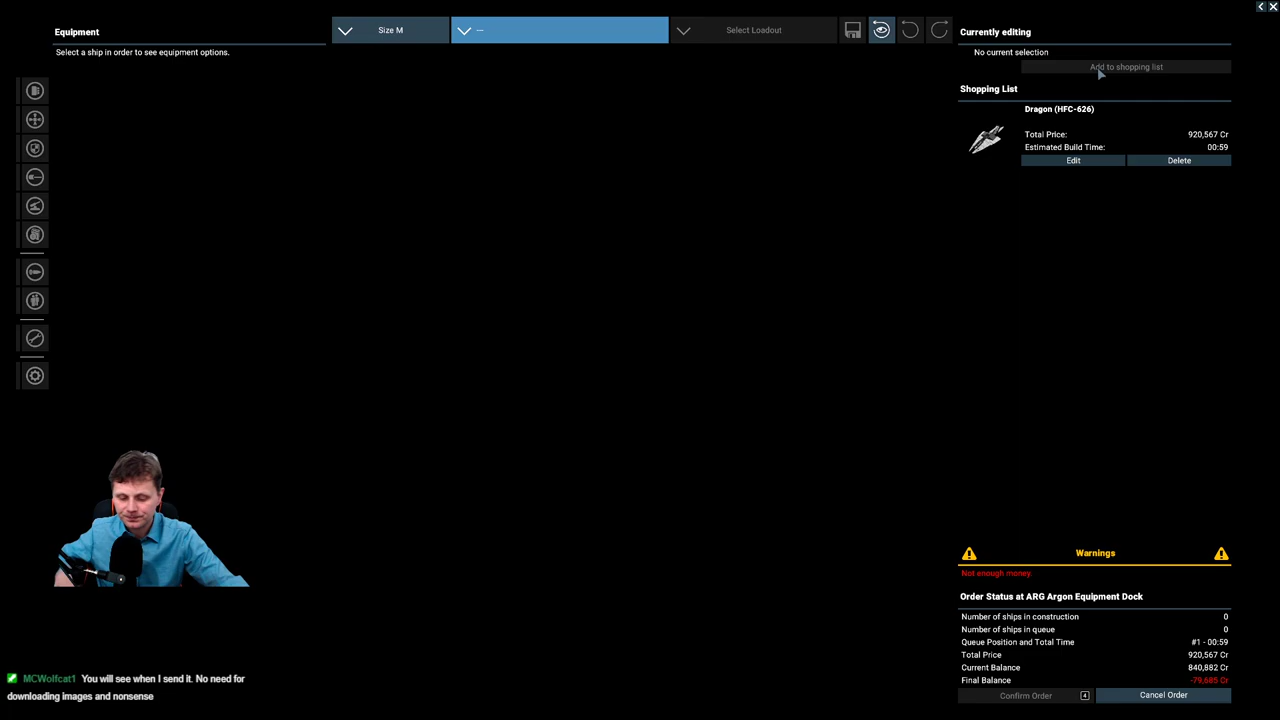 Equipment
Select a ship in order to see equipment options.
Size M
--
Select Loadout
Currently editing
No current selection
Add to shopping list
Shopping List
Dragon (HFC-626)
Total Price: 920,567 Cr
Estimated Build Time: 00:59
Edit Delete
Warnings
Not enough money.
Order Status at ARG Argon Equipment Dock
Number of ships in construction 0
Number of ships in queue 0
Queue Position and Total Time #1 - 00:59
Total Price 920,567 Cr
Current Balance 840,882 Cr
Final Balance -79,685 Cr
Confirm Order 4 Cancel Order
MCWolfcat1 You will see when I send it. No need for
downloading images and nonsense